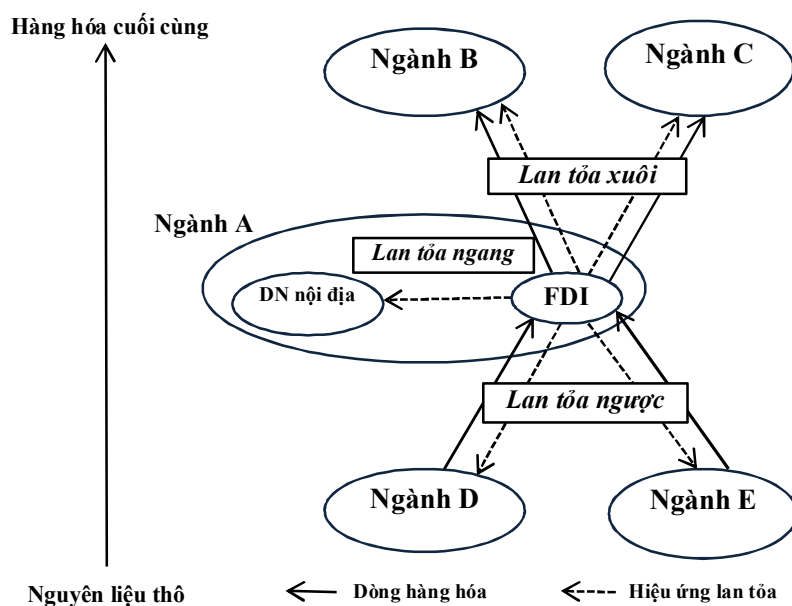 Hàng hóa cuối cùng
Ngành B
Ngành C
Lan tỏa xuôi
Ngành A
Lan tỏa ngang
DN nội địa
FDI
Lan tỏa ngược
Ngành D
Ngành E
Nguyên liệu thô
Dòng hàng hóa
Hiệu ứng lan tỏa